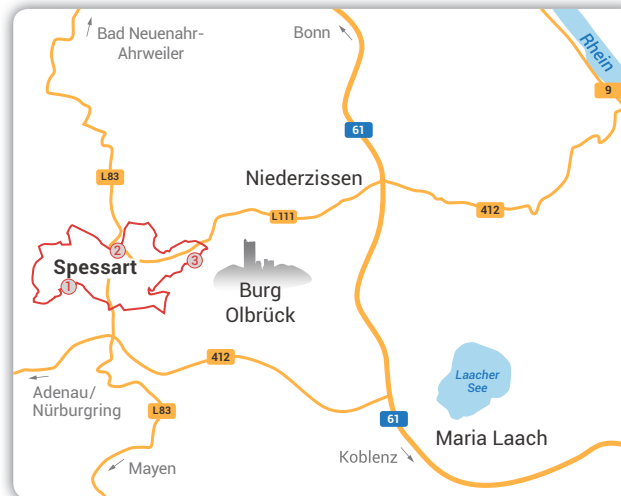 Bad Neuenahr-
Ahrweiler
Bonn
Rhein
9
61
L83
Niederzissen
412
L111
2
3
Spessart
1
Burg
Olbrück
412
Laacher
See
Adenau/
Nürburgring
L83
61
Maria Laach
Koblenz
Mayen